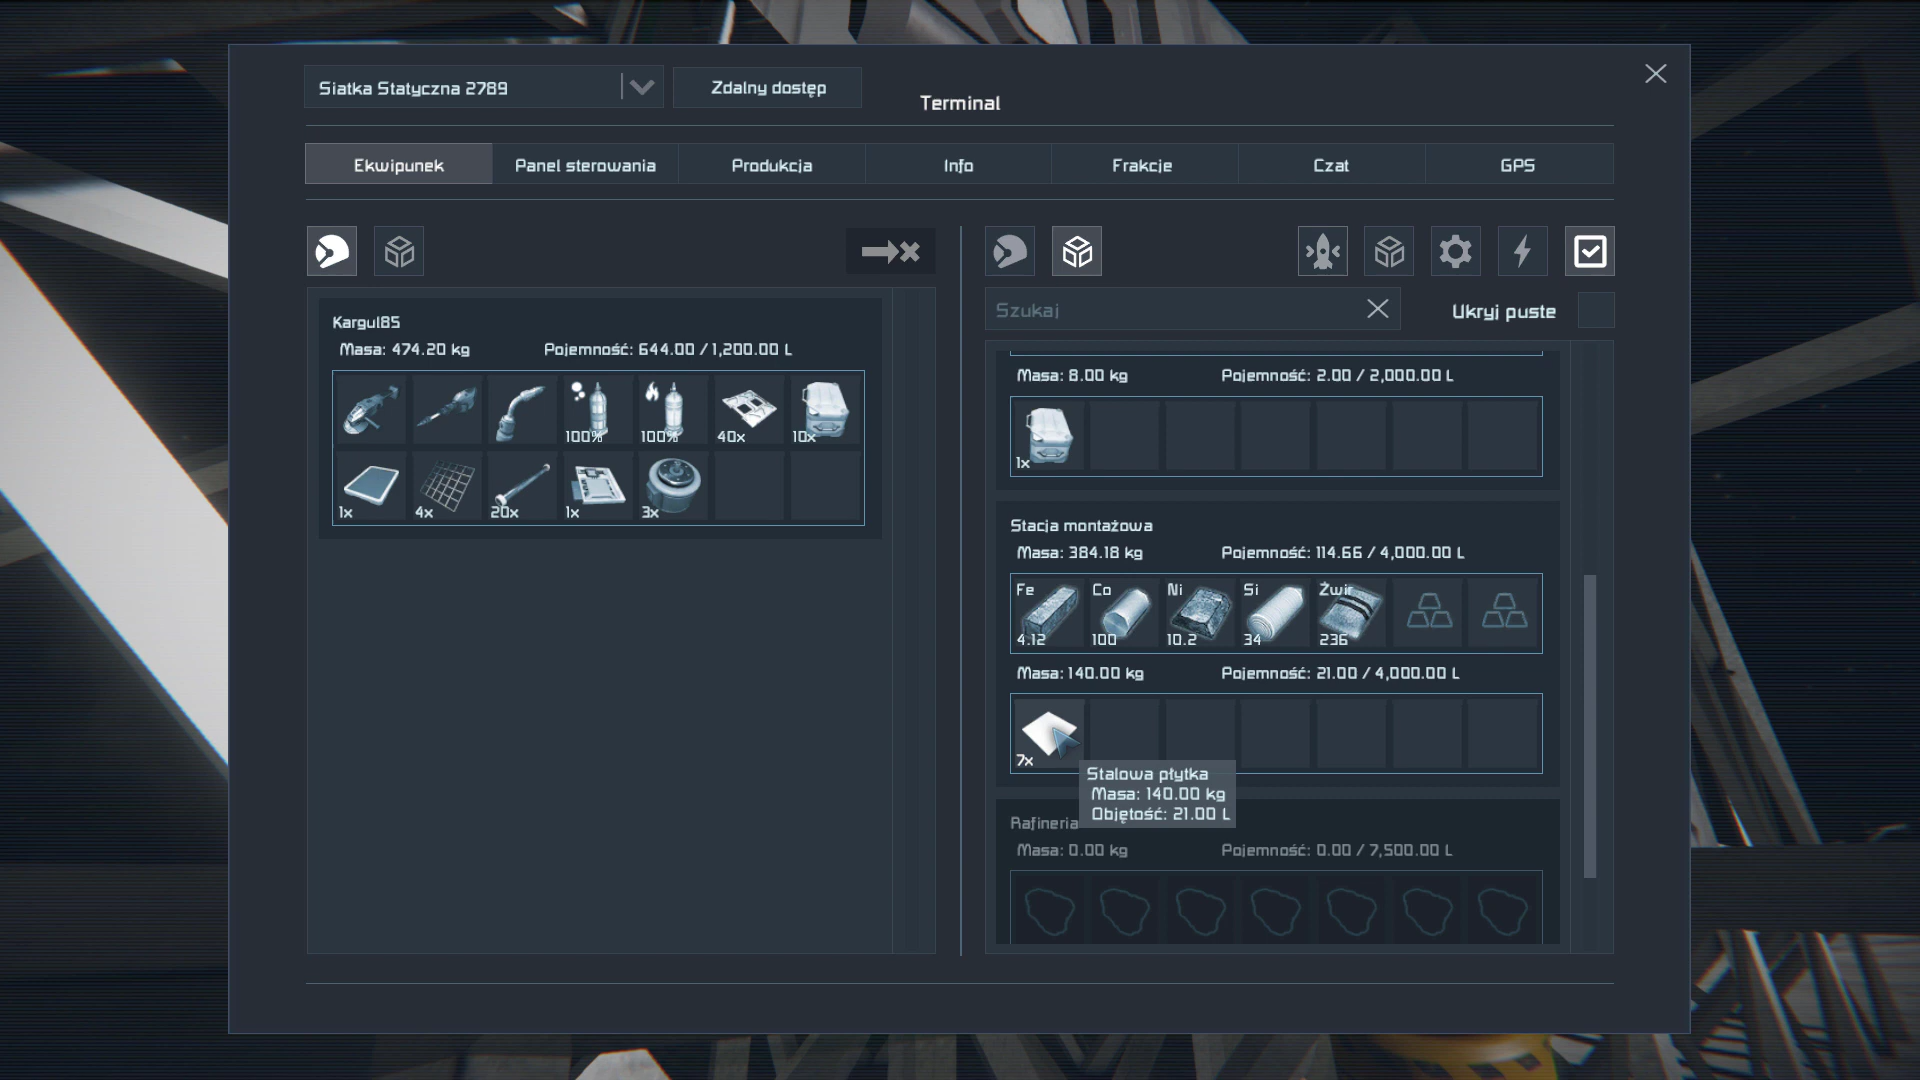 Siatka Statyczna 2789
Zdalny dostęp
Terminal
Ekwipunek
Panel sterowania
Produkcja
Info
Frakcje
Czat
GPS
Szukaj
Ukryj puste
Kargul85
Masa: 474.20 kg
Pojemność: 644.00 / 1,200.00 L
100%
100%
40x
10x
1x
4x
20x
1x
3x
Masa: 8.00 kg
Pojemność: 2.00 / 2,000.00 L
1x
Stacja montażowa
Masa: 384.18 kg
Pojemność: 114.66 / 4,000.00 L
Fe
Co
Ni
Si
Żwir
4.12
100
10.2
34
236
Masa: 140.00 kg
Pojemność: 21.00 / 4,000.00 L
7x
Stalowa płytka
Masa: 140.00 kg
Objętość: 21.00 L
Rafineria
Masa: 0.00 kg
Pojemność: 0.00 / 7,500.00 L